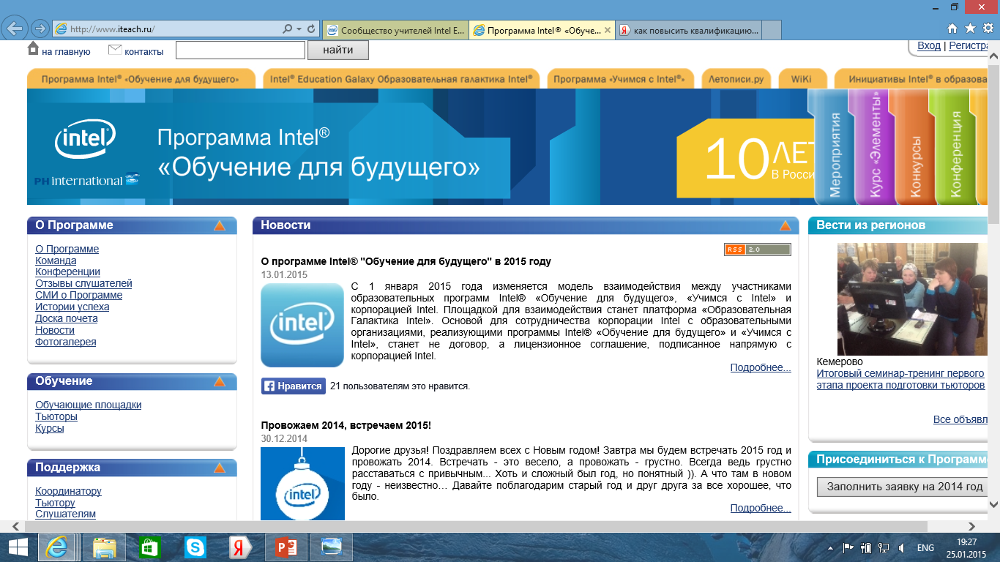 http://www.iteach.ru/
Сообщество учителей Intel E...
Программа Intel® «Обуче...
как повысить квалификацию...
на главную
контакты
найти
Вход | Регистра
Программа Intel® «Обучение для будущего»
Intel® Education Galaxy Образовательная галактика Intel®
Программа «Учимся с Intel®»
Летописи.ру
WiKi
Инициативы Intel® в образова
intel
PH international
Программа Intel®
«Обучение для будущего»
10 ЛЕТ
В Росси
Мероприятия
Курс «Элементы»
Конкурсы
Конференция
О Программе
О Программе
Команда
Конференции
Отзывы слушателей
СМИ о Программе
Истории успеха
Доска почета
Новости
Фотогалерея
Обучение
Обучающие площадки
Тьюторы
Курсы
Поддержка
Координатору
Тьютору
Слушателям
Новости
RSS 2.0
О программе Intel® "Обучение для будущего" в 2015 году
13.01.2015
intel
С 1 января 2015 года изменяется модель взаимодействия между участниками
образовательных программ Intel® «Обучение для будущего», «Учимся с Intel» и
корпорацией Intel. Площадкой для взаимодействия станет платформа «Образовательная
Галактика Intel». Основой для сотрудничества корпорации Intel с образовательными
организациями, реализующими программы Intel® «Обучение для будущего» и «Учимся с
Intel», станет не договор, а лицензионное соглашение, подписанное напрямую с
корпорацией Intel.
Подробнее...
Нравится
21 пользователям это нравится.
Провожаем 2014, встречаем 2015!
30.12.2014
intel
Дорогие друзья! Поздравляем всех с Новым годом! Завтра мы будем встречать 2015 год и
провожать 2014. Встречать - это весело, а провожать - грустно. Всегда ведь грустно
расставаться с привычным... Хоть и сложный был год, но понятный )). А что там в новом
году - неизвестно… Давайте поблагодарим старый год и друг друга за все хорошее, что
было.
Подробнее...
Вести из регионов
Кемерово
Итоговый семинар-тренинг первого
этапа проекта подготовки тьюторов
Все объявл
Присоединиться к Программе
Заполнить заявку на 2014 год
ENG
19:27
25.01.2015